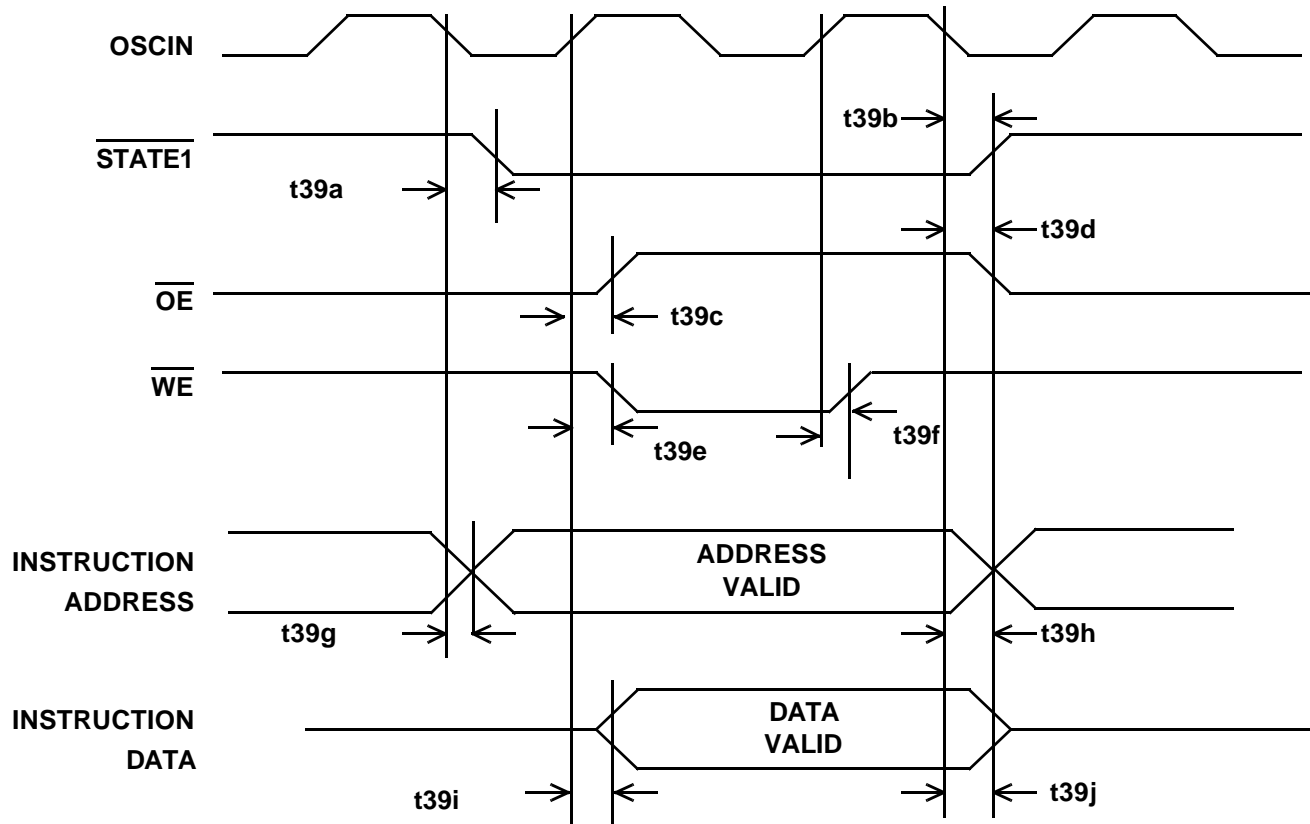 OSCIN
t39b
STATE1
t39a
t39d
OE
t39c
WE
t39f
t39e
INSTRUCTION
ADDRESS
ADDRESS
VALID
t39g
t39h
INSTRUCTION
DATA
DATA
VALID
t39i
t39j